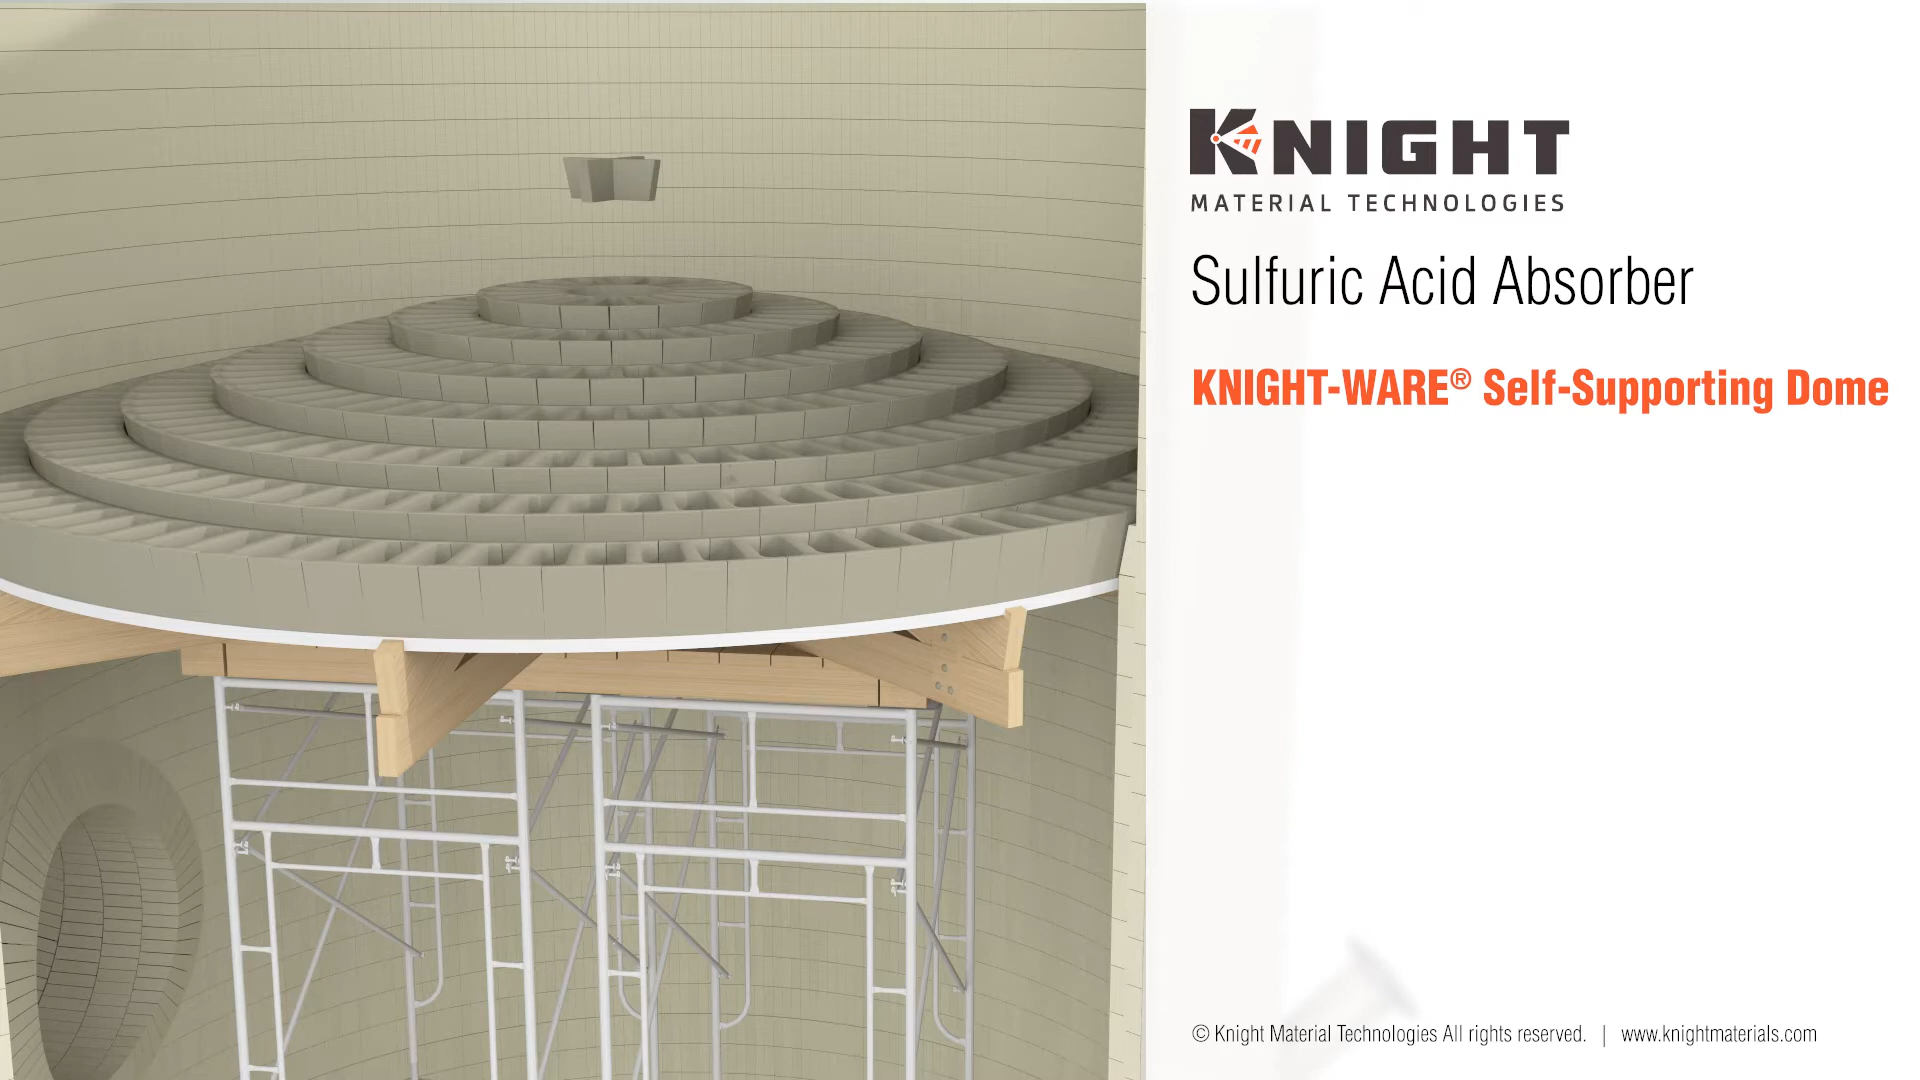 KNIGHT
MATERIAL TECHNOLOGIES
Sulfuric Acid Absorber
KNIGHT-WARE® Self-Supporting Dome
© Knight Material Technologies All rights reserved. | www.knightmaterials.com